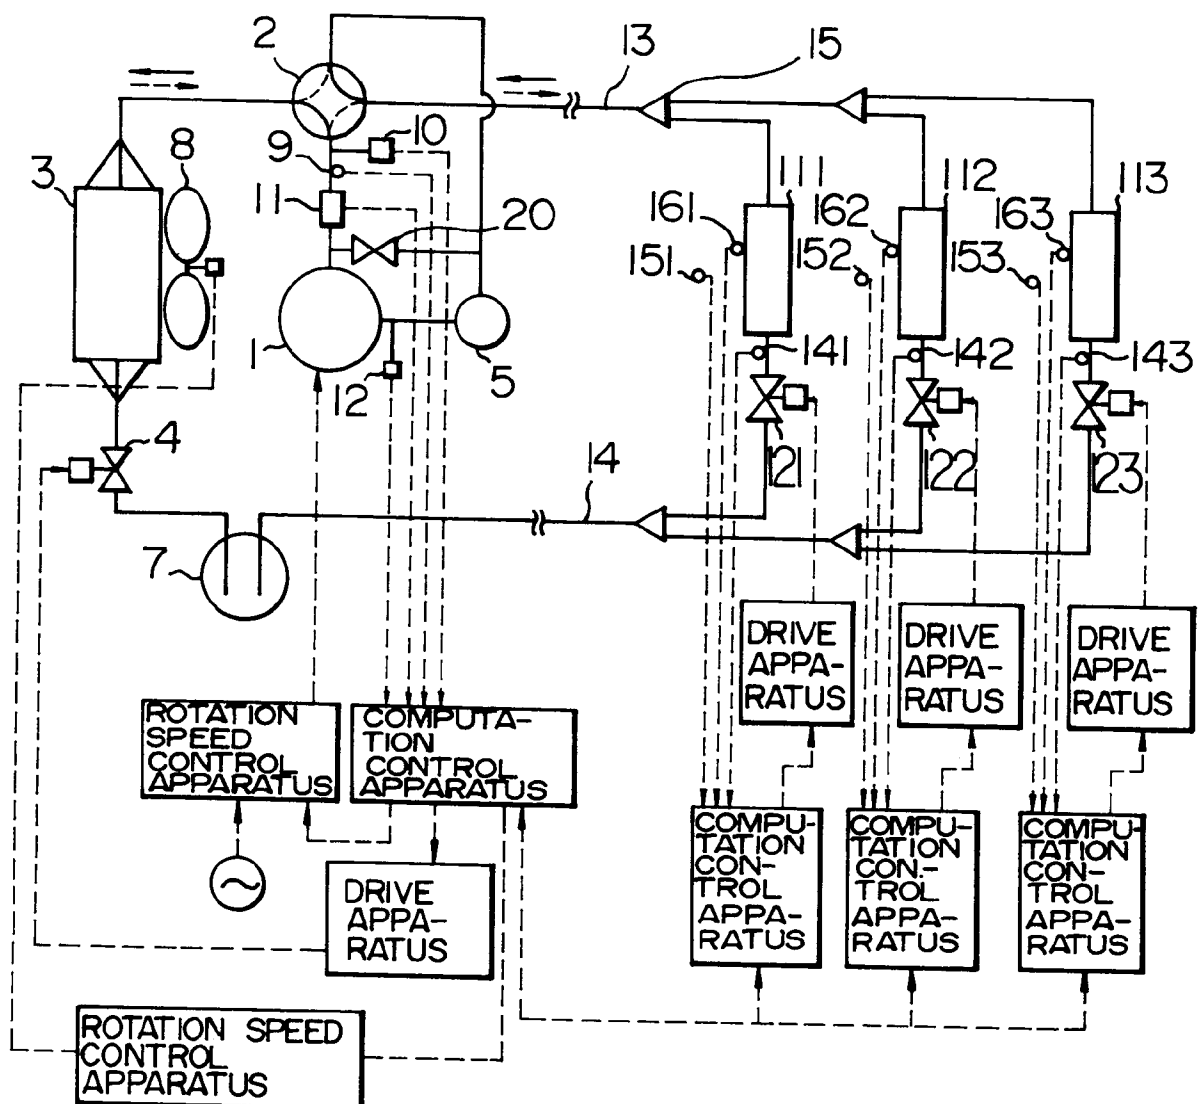 2
13
15
8
3
9
10
11
20
1
5
12
4
7
14
111
112
113
161
162
163
151
152
153
141
142
143
121
122
123
DRIVE
APPA-
RATUS
DRIVE
APPA-
RATUS
DRIVE
APPA-
RATUS
ROTATION
SPEED
CONTROL
APPARATUS
COMPUTA-
TION
CONTROL
APPARATUS
DRIVE
APPA-
RATUS
COMPU-
TATION
CON-
TROL
APPA-
RATUS
COMPU-
TATION
CON-
TROL
APPA-
RATUS
COMPU-
TATION
CON-
TROL
APPA-
RATUS
ROTATION SPEED
CONTROL
APPARATUS